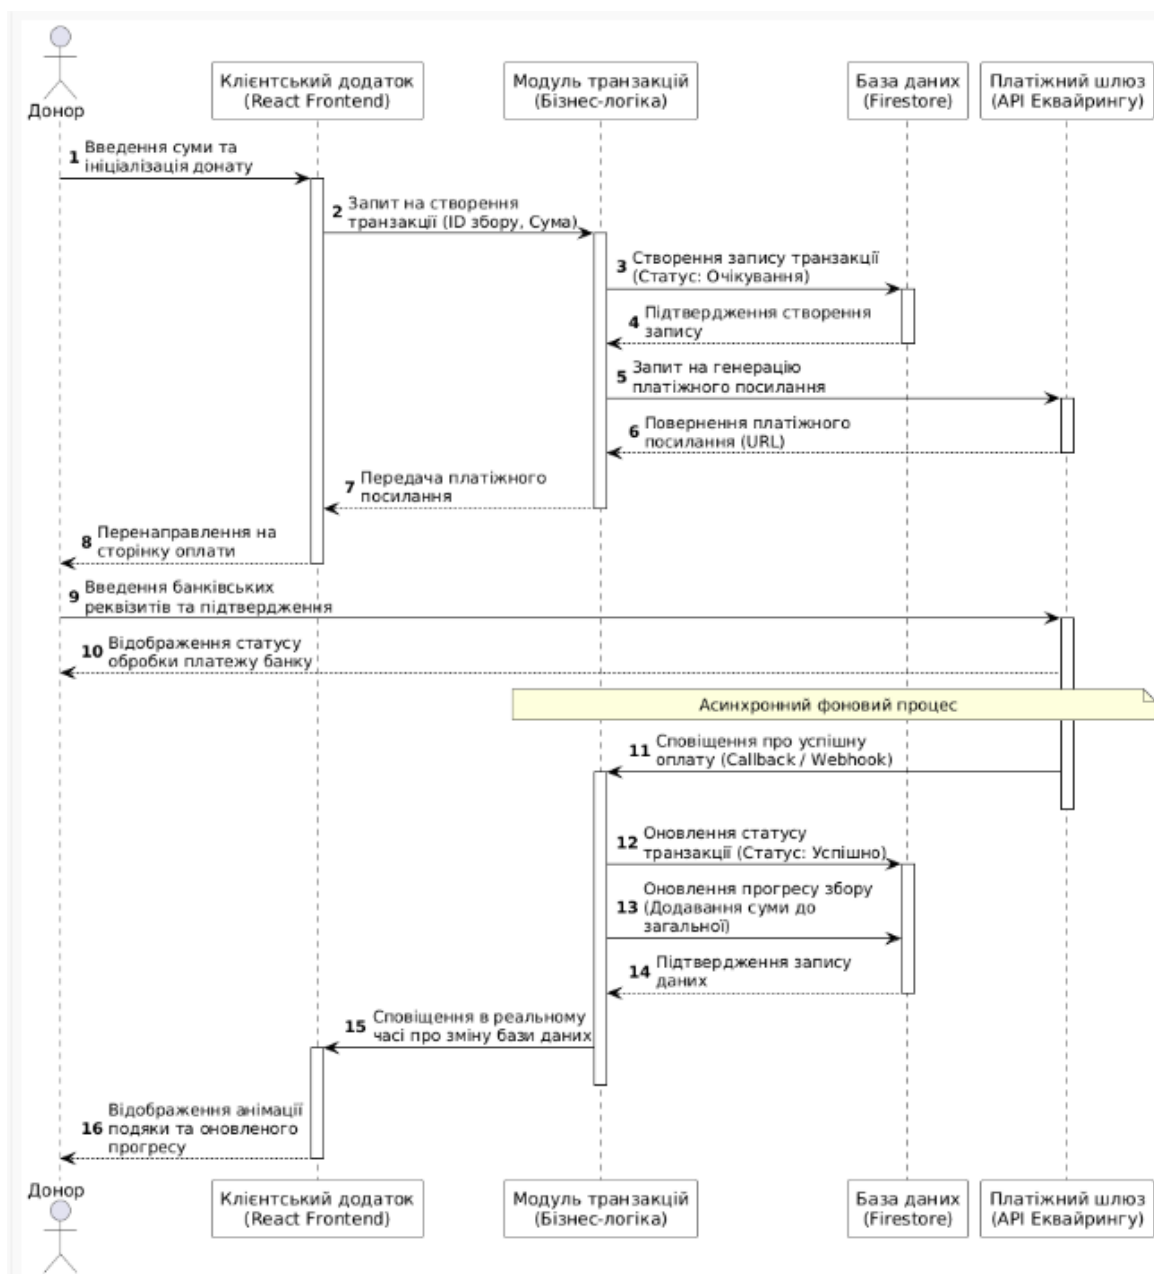 Донор
Клієнтський додаток
(React Frontend)
Модуль транзакцій
(Бізнес-логіка)
База даних
(Firestore)
Платіжний шлюз
(API Еквайрингу)
1 Введення суми та
ініціалізація донату
2 Запит на створення
транзакції (ID збору, Сума)
3 Створення запису транзакції
(Статус: Очікування)
4 Підтвердження створення
запису
5 Запит на генерацію
платіжного посилання
6 Повернення платіжного
посилання (URL)
7 Передача платіжного
посилання
8 Перенаправлення на
сторінку оплати
9 Введення банківських
реквізитів та підтвердження
10 Відображення статусу
обробки платежу банку
Асинхронний фоновий процес
11 Сповіщення про успішну
оплату (Callback / Webhook)
12 Оновлення статусу
транзакції (Статус: Успішно)
Оновлення прогресу збору
13 (Додавання суми до
загальної)
14 Підтвердження запису
даних
15 Сповіщення в реальному
часі про зміну бази даних
Відображення анімації
16 подяки та оновленого
прогресу
Донор
Клієнтський додаток
(React Frontend)
Модуль транзакцій
(Бізнес-логіка)
База даних
(Firestore)
Платіжний шлюз
(API Еквайрингу)